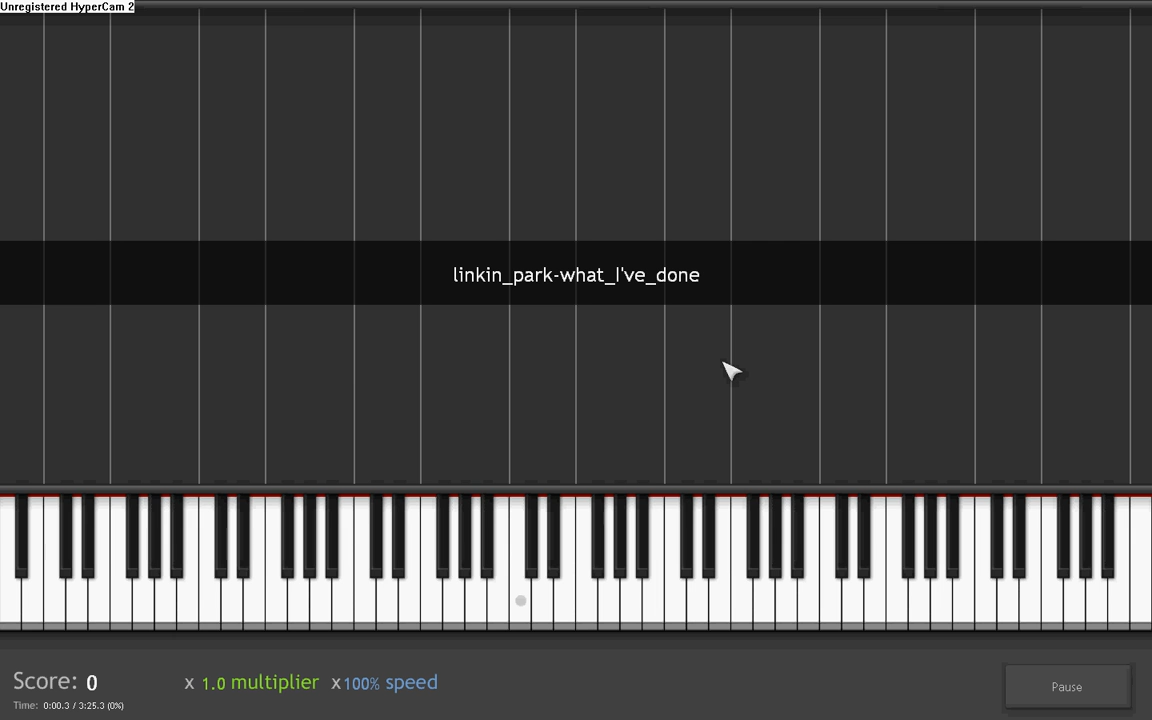 Unregistered HyperCam 2
linkin_park-what_I've_done
Score: 0 x 1.0 multiplier x100% speed
Pause
Time: 0:00.3 / 3:25.3 (0%)